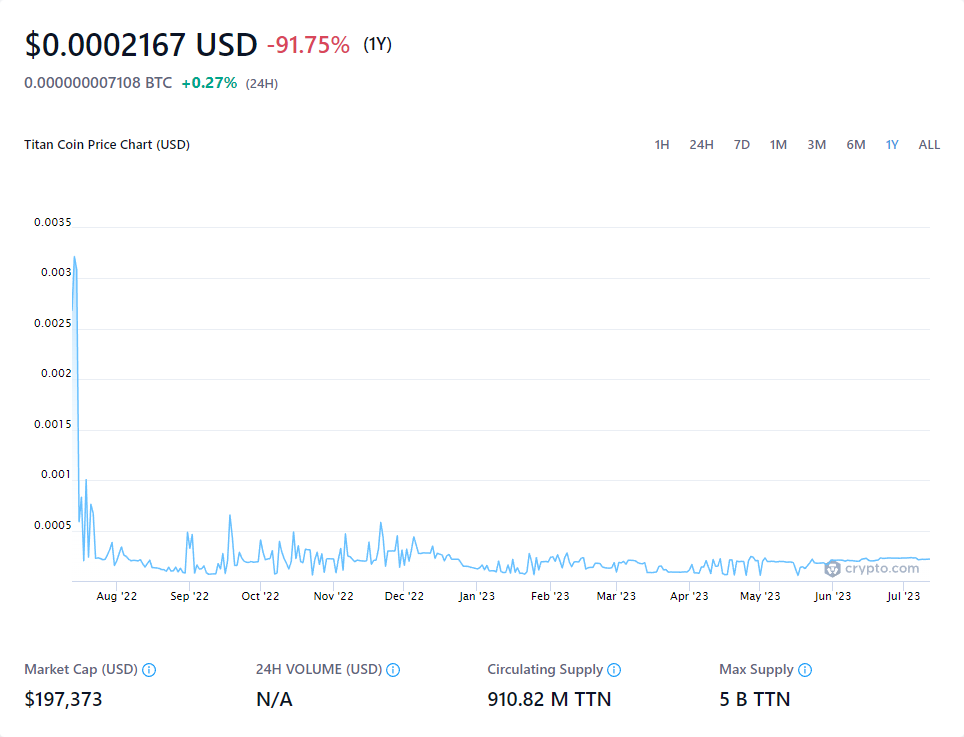 $0.0002167 USD -91.75% (1Y)
0.000000007108 BTC +0.27% (24H)
Titan Coin Price Chart (USD) 1H 24H 7D 1M 3M 6M 1Y ALL
0.0035
0.003
0.0025
0.002
0.0015
0.001
0.0005
crypto.com
Aug '22 Sep '22 Oct '22 Nov '22 Dec '22 Jan '23 Feb '23 Mar '23 Apr '23 May '23 Jun '23 Jul '23
Market Cap (USD) 24H VOLUME (USD) Circulating Supply Max Supply
$197,373 N/A 910.82 M TTN 5 B TTN